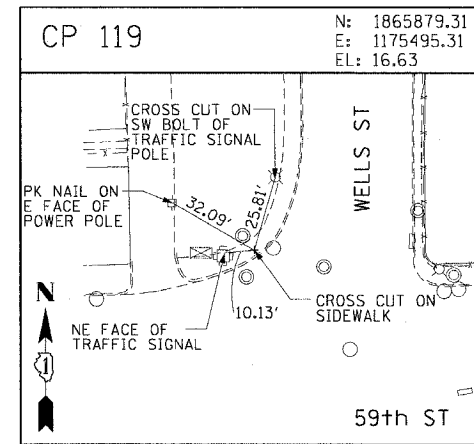 CP 119
N: 1865879.31
E: 1175495.31
EL: 16.63
CROSS CUT ON
SW BOLT OF
TRAFFIC SIGNAL
POLE
WELLS ST
PK NAIL ON
E FACE OF
POWER POLE
32.09'
25.81'
N
1
10.13'
CROSS CUT ON
SIDEWALK
NE FACE OF
TRAFFIC SIGNAL
59th ST